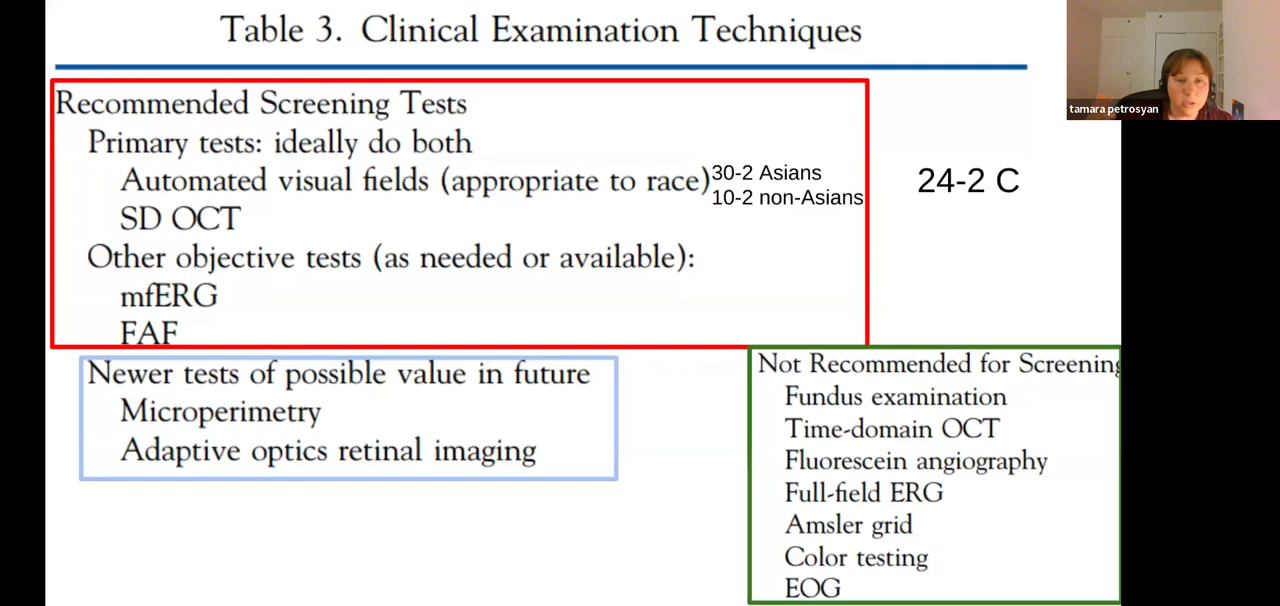 Table 3. Clinical Examination Techniques
tamara petrosyan
Recommended Screening Tests
Primary tests: ideally do both
Automated visual fields (appropriate to race)
30-2 Asians
10-2 non-Asians
24-2 C
SD OCT
Other objective tests (as needed or available):
mfERG
FAF
Newer tests of possible value in future
Microperimetry
Adaptive optics retinal imaging
Not Recommended for Screening
Fundus examination
Time-domain OCT
Fluorescein angiography
Full-field ERG
Amsler grid
Color testing
EOG